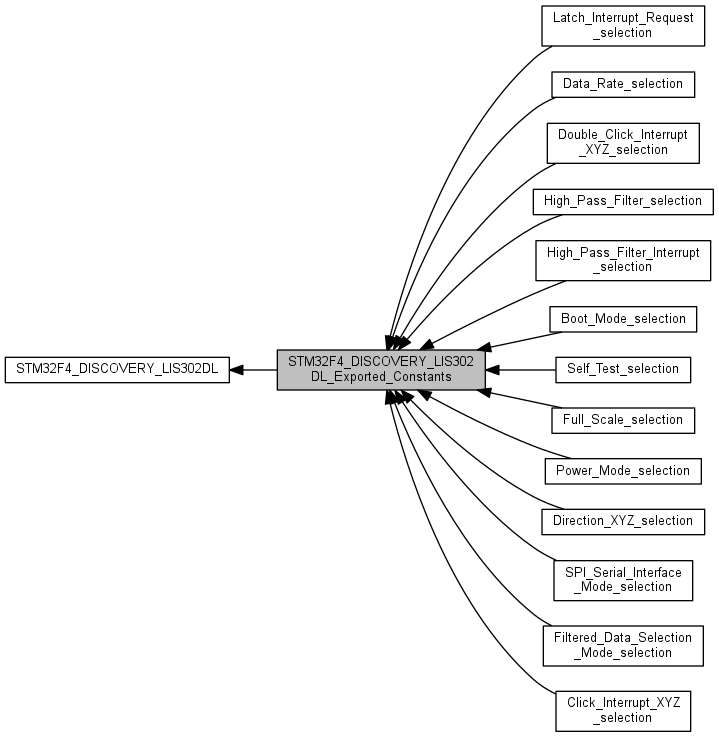 Latch_Interrupt_Request
_selection
Data_Rate_selection
Double_Click_Interrupt
_XYZ_selection
High_Pass_Filter_selection
High_Pass_Filter_Interrupt
_selection
Boot_Mode_selection
STM32F4_DISCOVERY_LIS302DL
STM32F4_DISCOVERY_LIS302
DL_Exported_Constants
Self_Test_selection
Full_Scale_selection
Power_Mode_selection
Direction_XYZ_selection
SPI_Serial_Interface
_Mode_selection
Filtered_Data_Selection
_Mode_selection
Click_Interrupt_XYZ
_selection